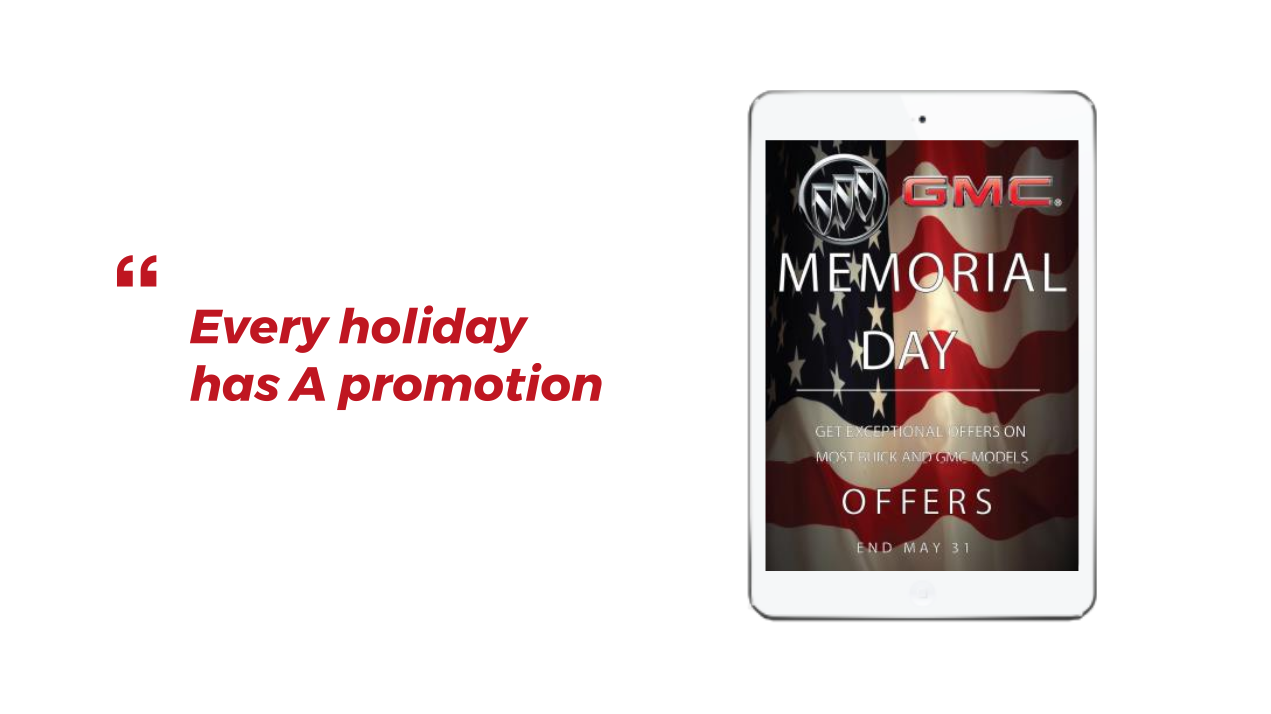 “
Every holiday
has A promotion
GMC®
MEMORIAL
DAY
GET EXCEPTIONAL OFFERS ON
MOST BUICK AND GMC MODELS
OFFERS
END MAY 31